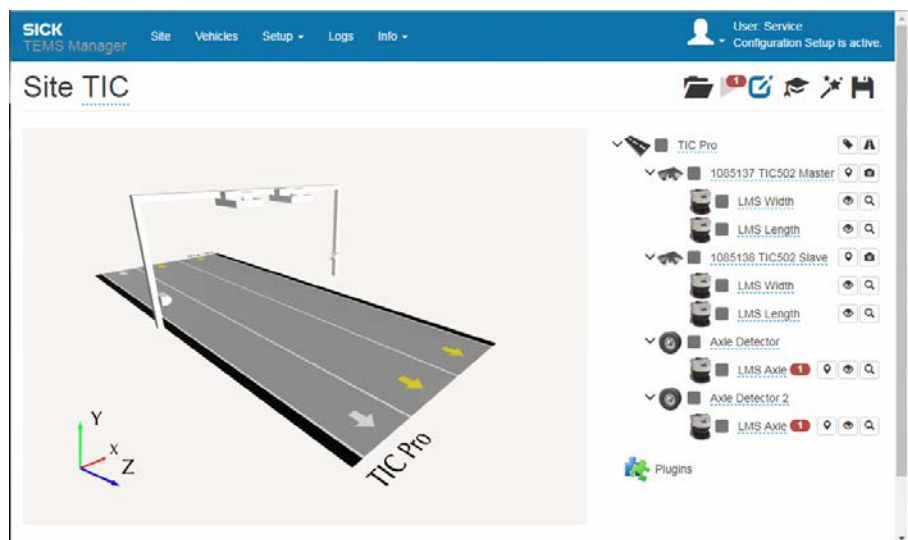 SICK
TEMS Manager
Site
Vehicles
Setup
Logs
Info
User: Service
Configuration Setup is active.
Site TIC
1
TIC Pro
1085137 TIC502 Master
LMS Width
LMS Length
1085138 TIC502 Slave
LMS Width
LMS Length
Axle Detector
LMS Axle 1
Axle Detector 2
LMS Axle 1
Plugins
Y
X
Z
TIC Pro